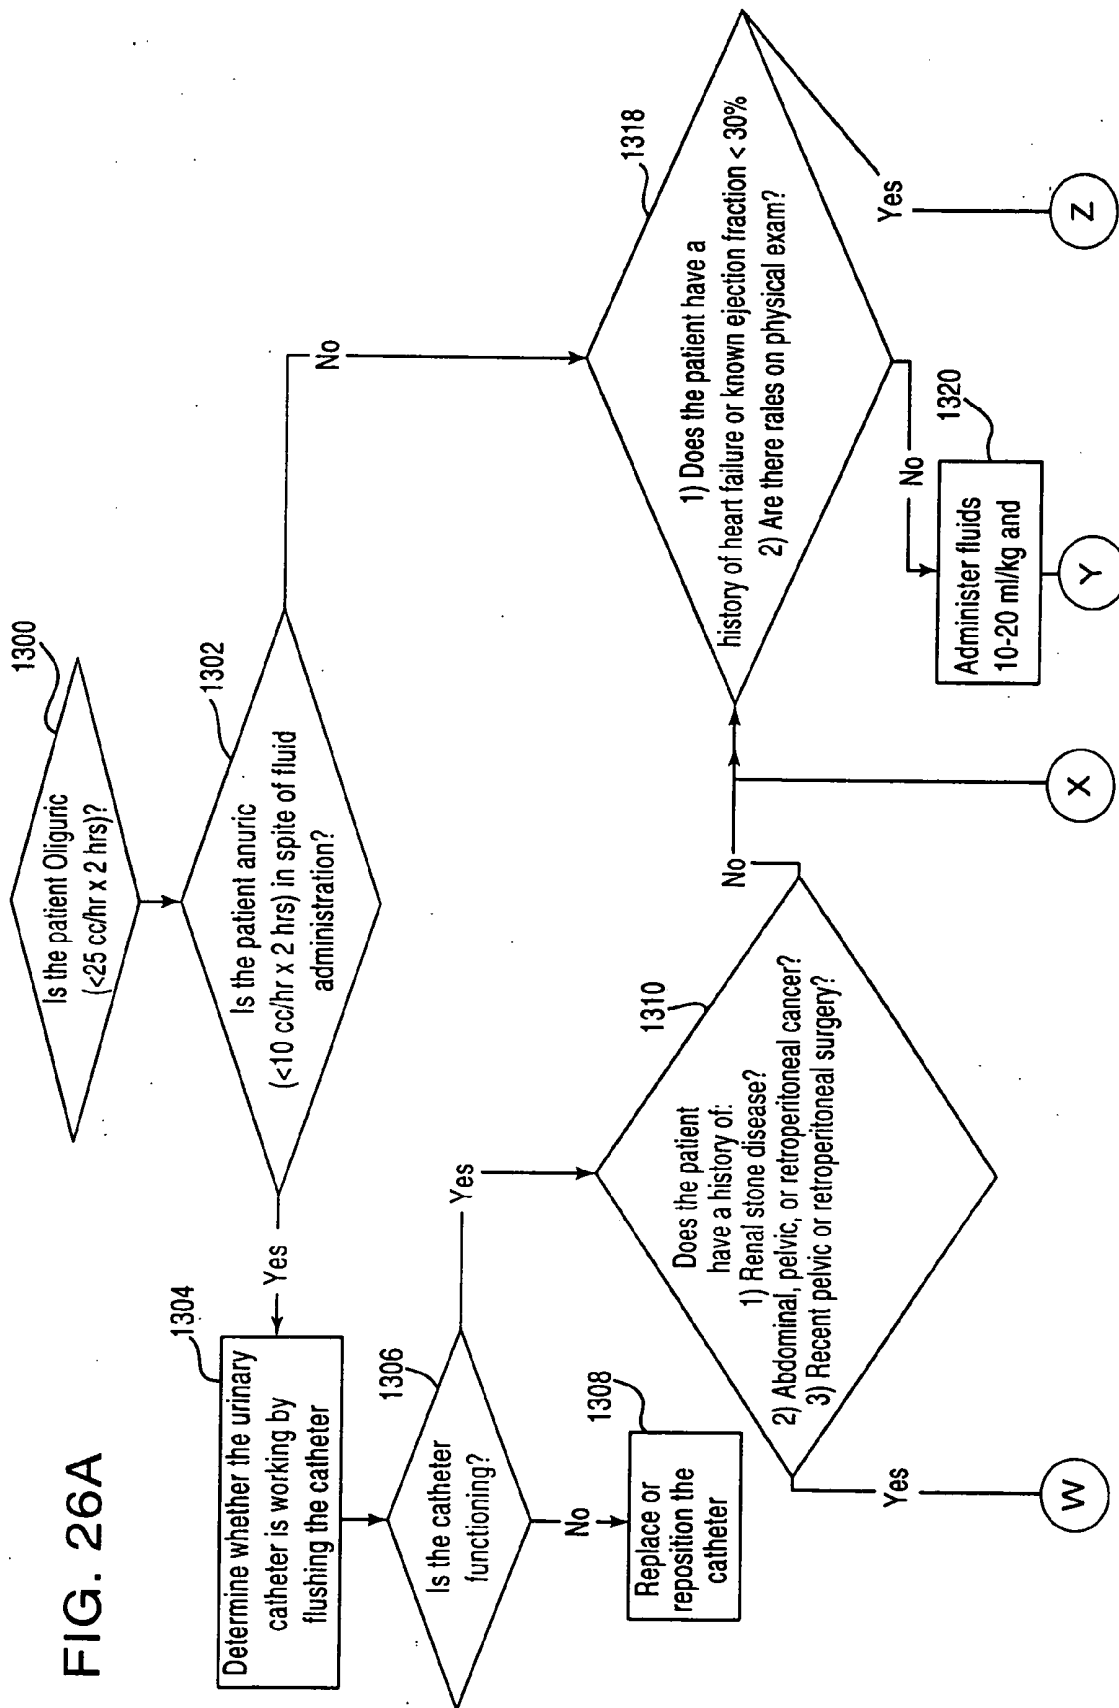 FIG. 26A
1300
Is the patient Oliguric
(<25 cc/hr x 2 hrs)?
1302
Is the patient anuric
(<10 cc/hr x 2 hrs) in spite of fluid
administration?
Yes
No
1304
Determine whether the urinary
catheter is working by
flushing the catheter
1306
Is the catheter
functioning?
Yes
No
1308
Replace or
reposition the
catheter
1310
Does the patient
have a history of:
1) Renal stone disease?
2) Abdominal, pelvic, or retroperitoneal cancer?
3) Recent pelvic or retroperitoneal surgery?
No
Yes
1318
1) Does the patient have a
history of heart failure or known ejection fraction < 30%
2) Are there rales on physical exam?
No
Yes
1320
Administer fluids
10-20 ml/kg and
W
X
Y
Z